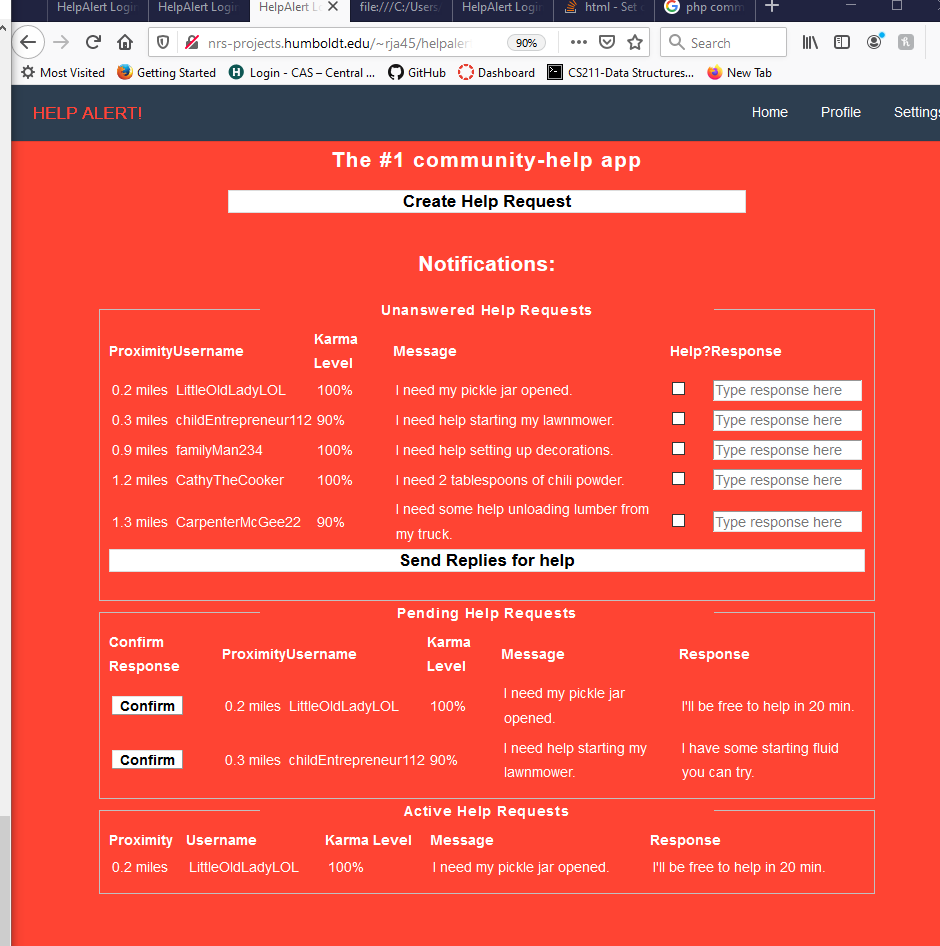 HelpAlert Login HelpAlert Login HelpAlert Lo file:///C:/Users/ HelpAlert Login html - Set php comm
nrs-projects.humboldt.edu/~rja45/helpaler 90% Search
Most Visited Getting Started Login - CAS – Central ... GitHub Dashboard CS211-Data Structures... New Tab
HELP ALERT! Home Profile Settings
The #1 community-help app
Create Help Request
Notifications:
Unanswered Help Requests
Proximity Username Karma Level Message Help? Response
0.2 miles LittleOldLadyLOL 100% I need my pickle jar opened. Type response here
0.3 miles childEntrepreneur112 90% I need help starting my lawnmower. Type response here
0.9 miles familyMan234 100% I need help setting up decorations. Type response here
1.2 miles CathyTheCooker 100% I need 2 tablespoons of chili powder. Type response here
1.3 miles CarpenterMcGee22 90% I need some help unloading lumber from my truck. Type response here
Send Replies for help
Pending Help Requests
Confirm Response Proximity Username Karma Level Message Response
Confirm 0.2 miles LittleOldLadyLOL 100% I need my pickle jar opened. I'll be free to help in 20 min.
Confirm 0.3 miles childEntrepreneur112 90% I need help starting my lawnmower. I have some starting fluid you can try.
Active Help Requests
Proximity Username Karma Level Message Response
0.2 miles LittleOldLadyLOL 100% I need my pickle jar opened. I'll be free to help in 20 min.